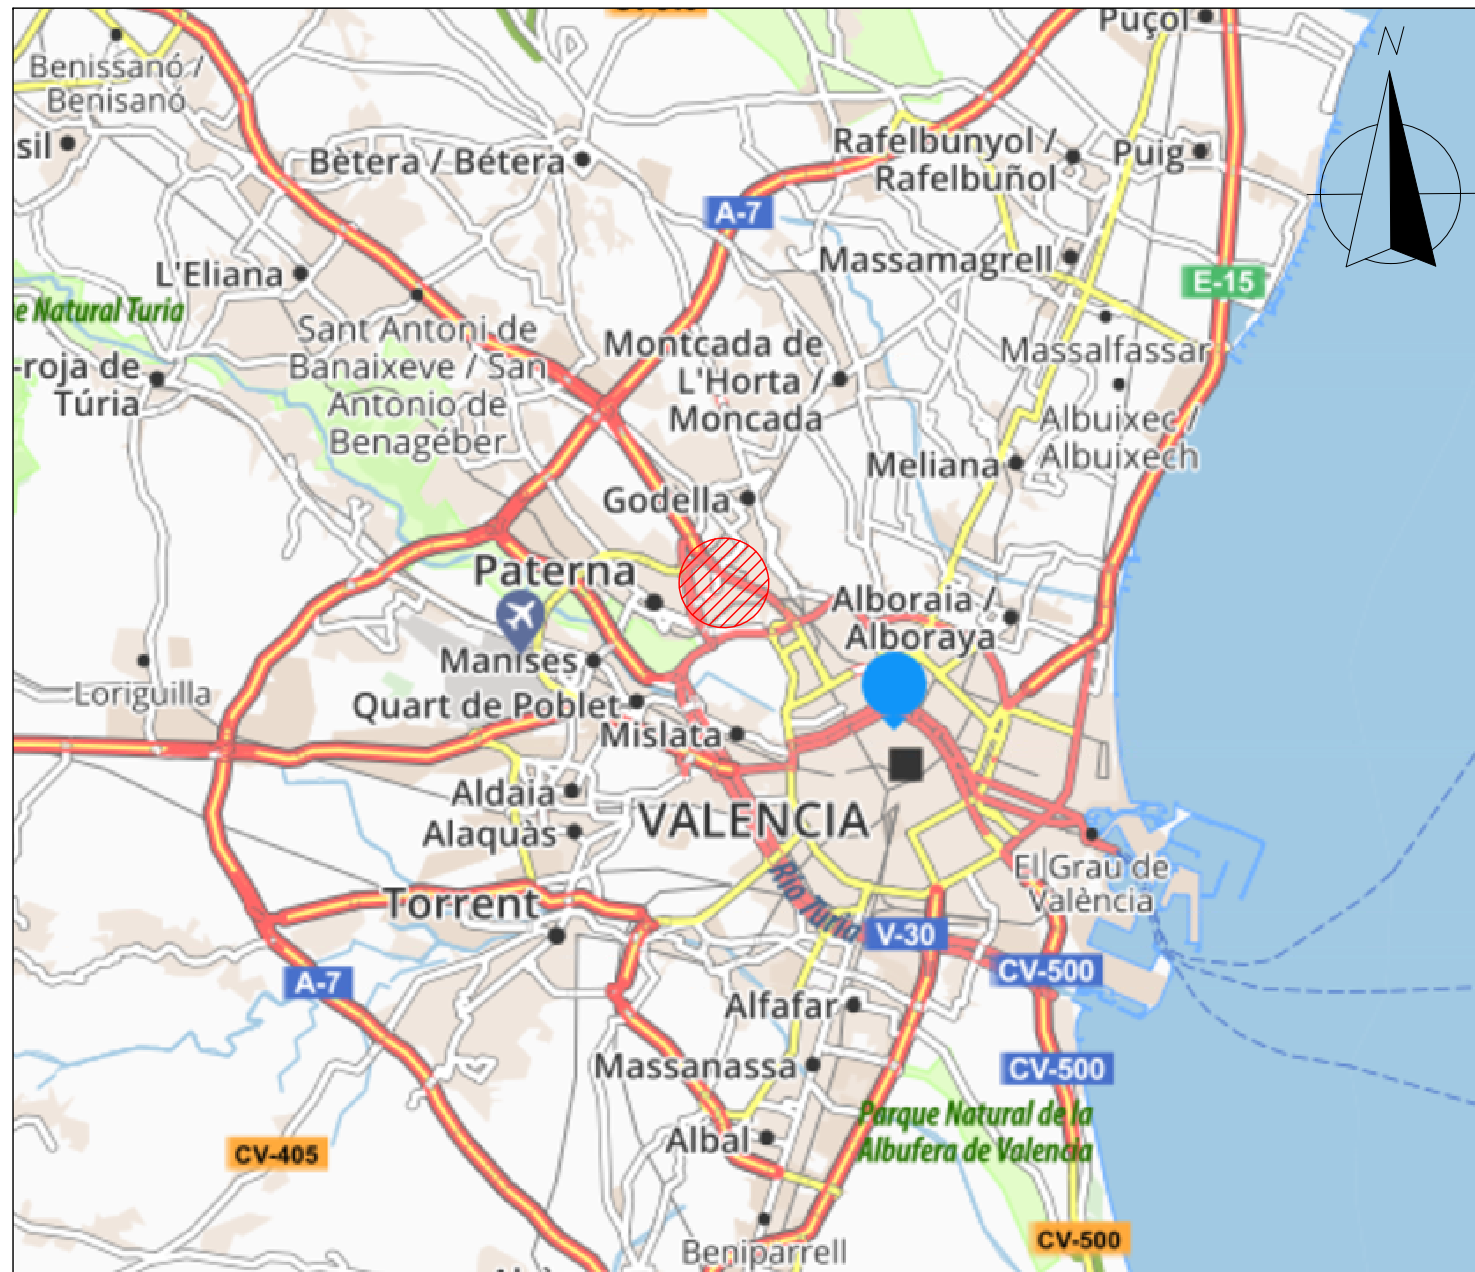 Puçol
N
Benissanó /
Benisanó
sil
Bètera / Bétera
Rafelbunyol /
Rafelbuñol
Puig
A-7
L'Eliana
Massamagrell
E-15
e Natural Turia
Sant Antoni de
Banaixeve / San
Antonio de
Benagéber
Montcada de
L'Horta /
Moncada
Massalfassar
-roja de
Túria
Albuixec /
Albuixech
Meliana
Godella
Paterna
Alboraia /
Alboraya
Manises
Loriguilla
Quart de Poblet
Mislata
Aldaia
VALENCIA
Alaquàs
El Grau de
València
Torrent
Río Turia
V-30
CV-500
A-7
Alfafar
Massanassa
CV-500
Parque Natural de la
Albufera de Valencia
Albal
CV-405
CV-500
Beniparrell